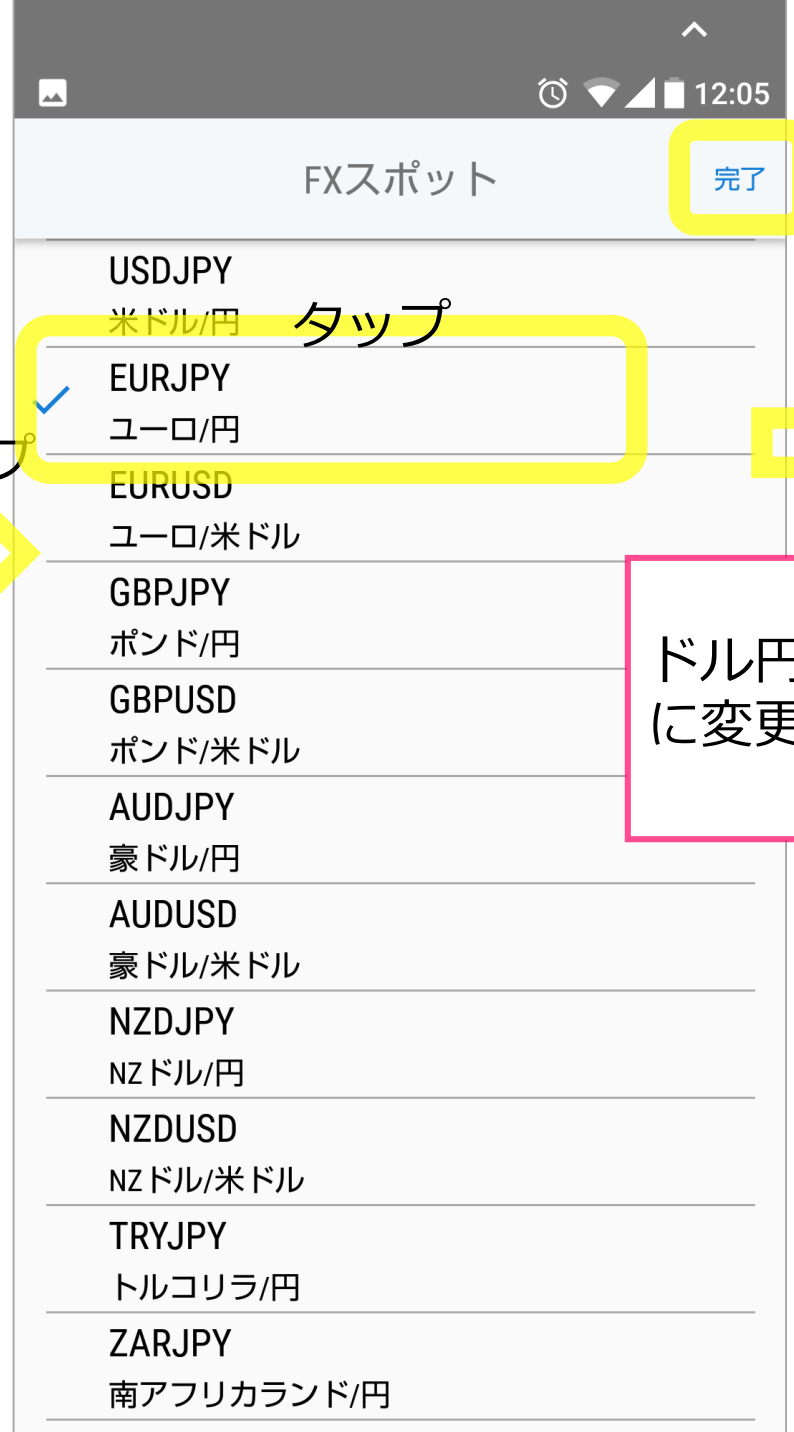 12:05
FXスポット
完了
USDJPY
米ドル/円
タップ
EURJPY
ユーロ/円
プ
EURUSD
ユーロ/米ドル
GBPJPY
ポンド/円
ドル円
に変更
GBPUSD
ポンド/米ドル
AUDJPY
豪ドル/円
AUDUSD
豪ドル/米ドル
NZDJPY
NZドル/円
NZDUSD
NZドル/米ドル
TRYJPY
トルコリラ/円
ZARJPY
南アフリカランド/円